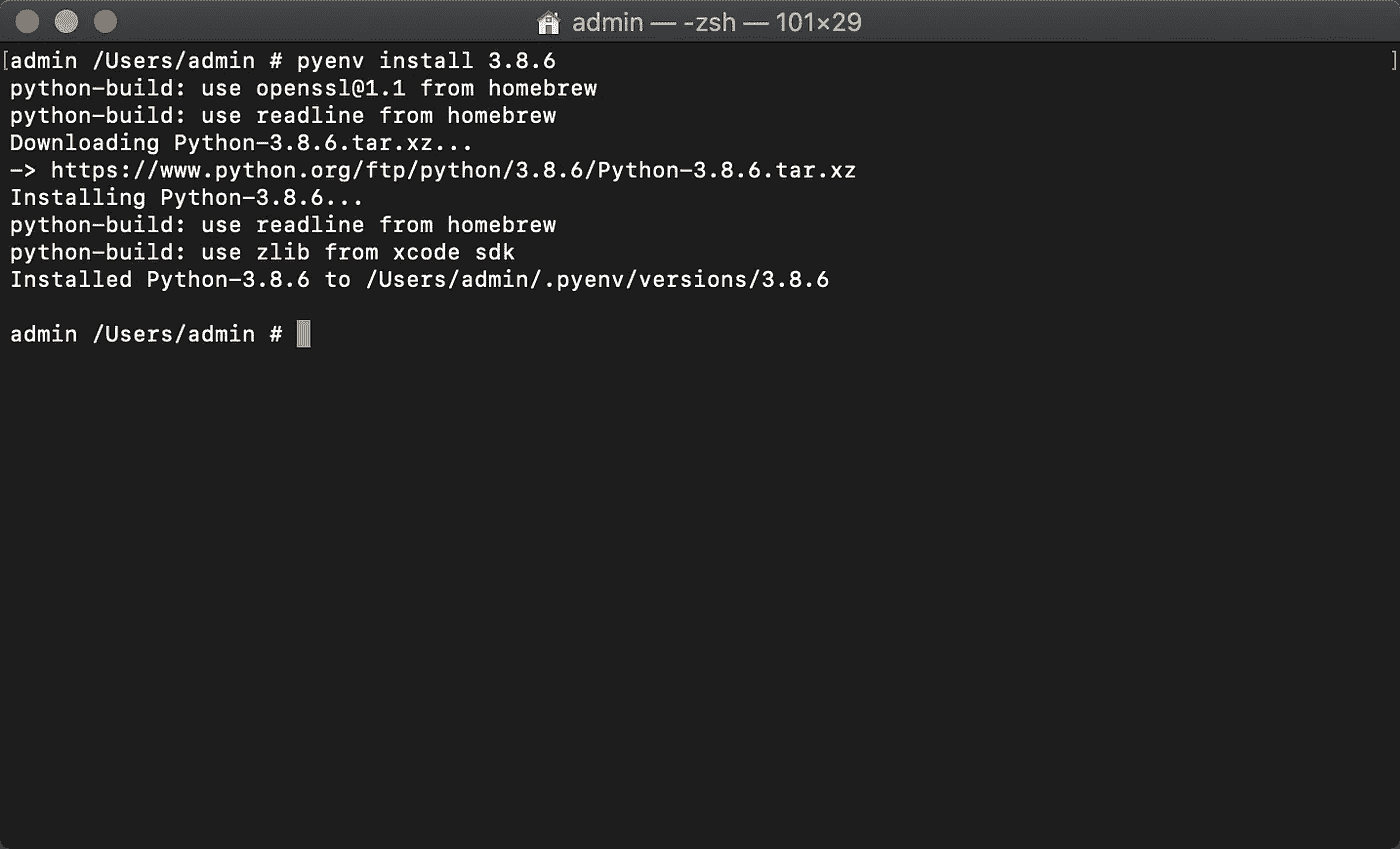 admin — -zsh — 101×29
[admin /Users/admin # pyenv install 3.8.6 ]
python-build: use openssl@1.1 from homebrew
python-build: use readline from homebrew
Downloading Python-3.8.6.tar.xz...
-> https://www.python.org/ftp/python/3.8.6/Python-3.8.6.tar.xz
Installing Python-3.8.6...
python-build: use readline from homebrew
python-build: use zlib from xcode sdk
Installed Python-3.8.6 to /Users/admin/.pyenv/versions/3.8.6
admin /Users/admin #